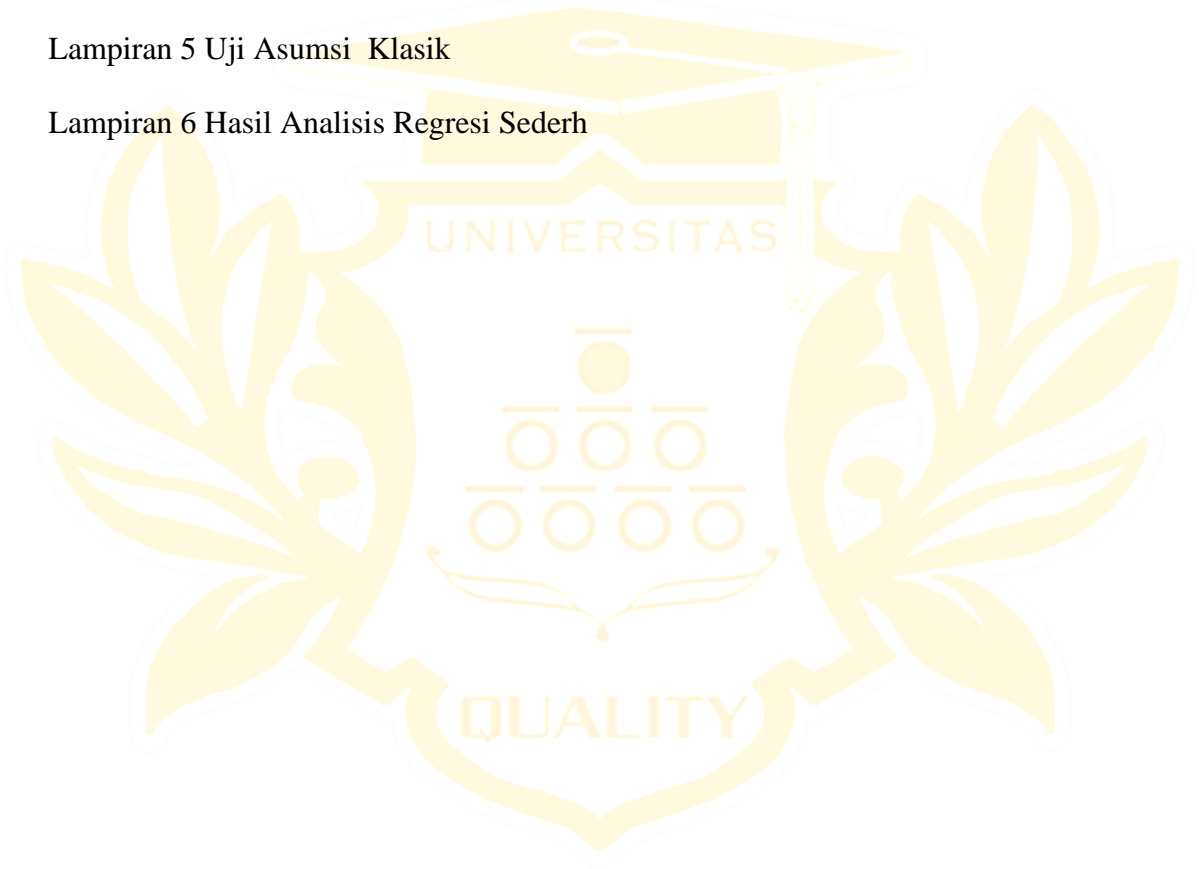 Lampiran 5 Uji Asumsi  Klasik
Lampiran 6 Hasil Analisis Regresi Sederh
UNIVERSITAS
QUALITY